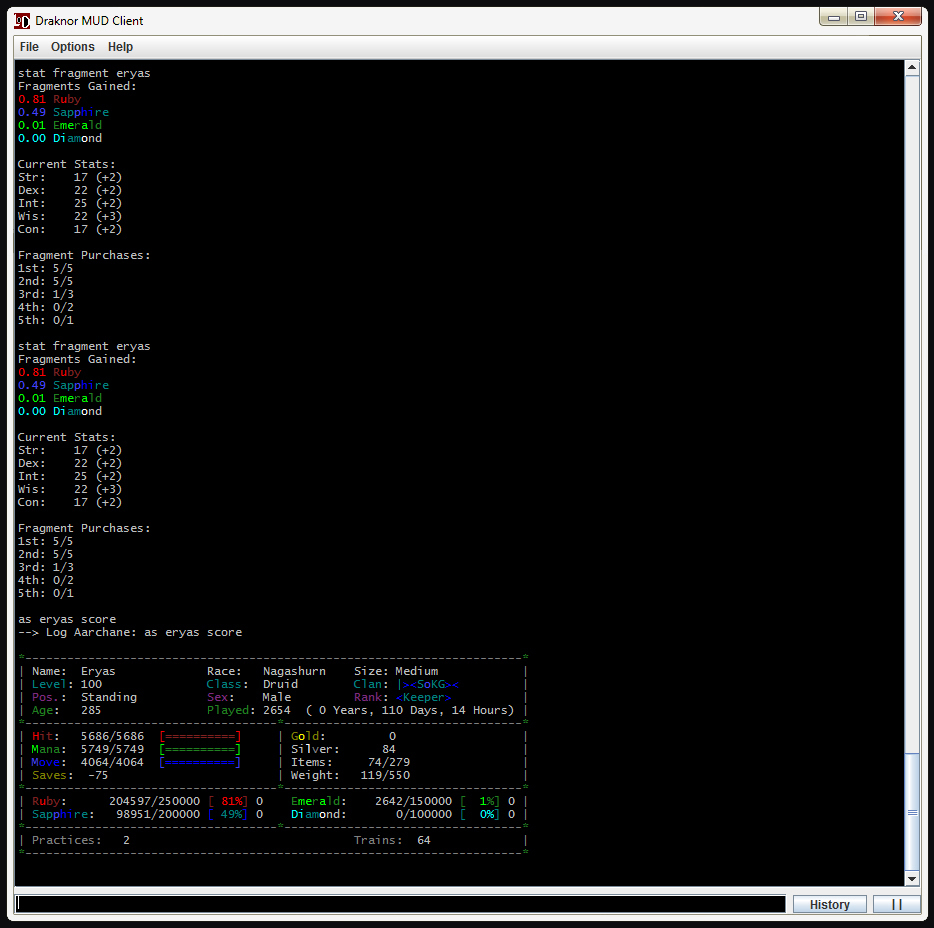 Draknor MUD Client
File Options Help
stat fragment eryas
Fragments Gained:
0.81 Ruby
0.49 Sapphire
0.01 Emerald
0.00 Diamond
Current Stats:
Str: 17 (+2)
Dex: 22 (+2)
Int: 25 (+2)
Wis: 22 (+3)
Con: 17 (+2)
Fragment Purchases:
1st: 5/5
2nd: 5/5
3rd: 1/3
4th: 0/2
5th: 0/1
stat fragment eryas
Fragments Gained:
0.81 Ruby
0.49 Sapphire
0.01 Emerald
0.00 Diamond
Current Stats:
Str: 17 (+2)
Dex: 22 (+2)
Int: 25 (+2)
Wis: 22 (+3)
Con: 17 (+2)
Fragment Purchases:
1st: 5/5
2nd: 5/5
3rd: 1/3
4th: 0/2
5th: 0/1
as eryas score
--> Log Aarchane: as eryas score
*------------------------------------------------------------------------*
| Name: Eryas Race: Nagashurn Size: Medium |
| Level: 100 Class: Druid Clan: |><SoKG>< |
| Pos.: Standing Sex: Male Rank: <Keeper> |
| Age: 285 Played: 2654 ( 0 Years, 110 Days, 14 Hours) |
*------------------------------------*-----------------------------------*
| Hit: 5686/5686 [==========] | Gold: 0 |
| Mana: 5749/5749 [==========] | Silver: 84 |
| Move: 4064/4064 [==========] | Items: 74/279 |
| Saves: -75 | Weight: 119/550 |
*------------------------------------*-----------------------------------*
| Ruby: 204597/250000 [ 81%] 0 Emerald: 2642/150000 [ 1%] 0 |
| Sapphire: 98951/200000 [ 49%] 0 Diamond: 0/100000 [ 0%] 0 |
*------------------------------------*-----------------------------------*
| Practices: 2 Trains: 64 |
*------------------------------------------------------------------------*
History | |